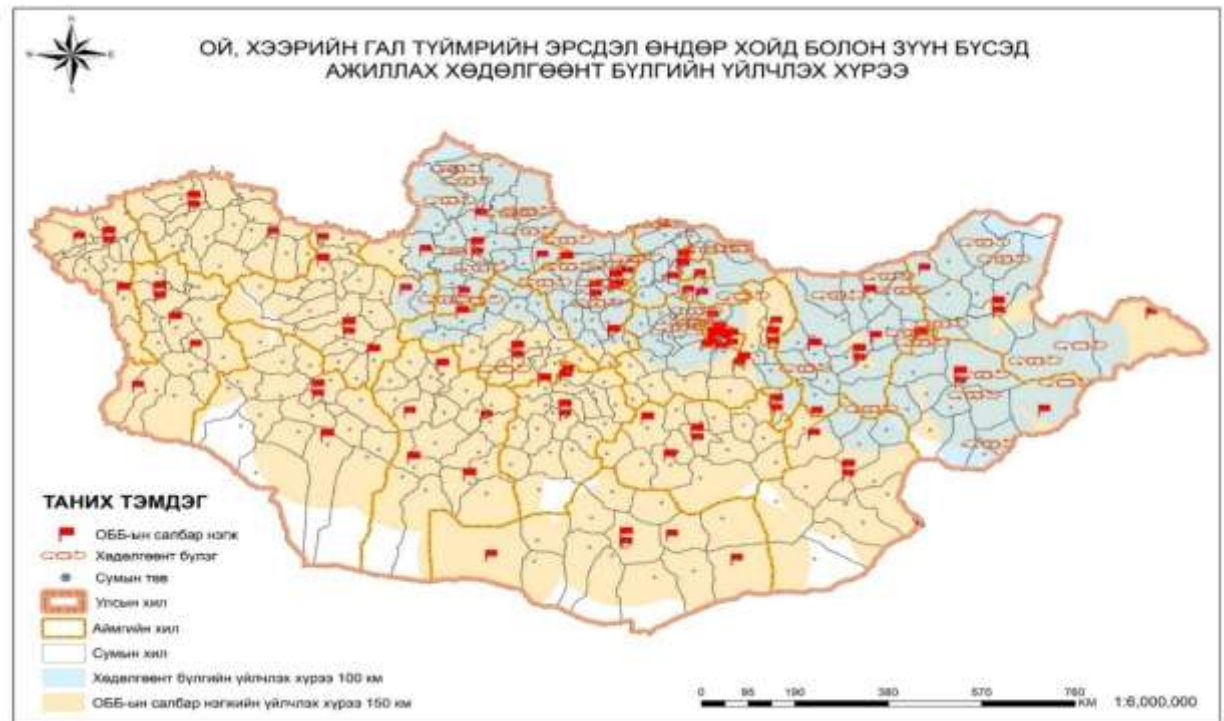 ОЙ, ХЭЭРИЙН ГАЛ ТҮЙМРИЙН ЭРСДЭЛ ӨНДӨР ХОЙД БОЛОН ЗҮҮН БҮСЭД
АЖИЛЛАХ ХӨДӨЛГӨӨНТ БҮЛГИЙН ҮЙЛЧЛЭХ ХҮРЭЭ
ТАНИХ ТЭМДЭГ
ОББ-ын салбар нэгж
Хөдөлгөөнт бүлэг
Сумын төв
Улсын хил
Аймгийн хил
Сумын хил
Хөдөлгөөнт бүлгийн үйлчлэх хүрээ 100 км
ОББ-ын салбар нэгжийн үйлчлэх хүрээ 150 км
0 95 190 380 570 760
КМ 1:6,000,000